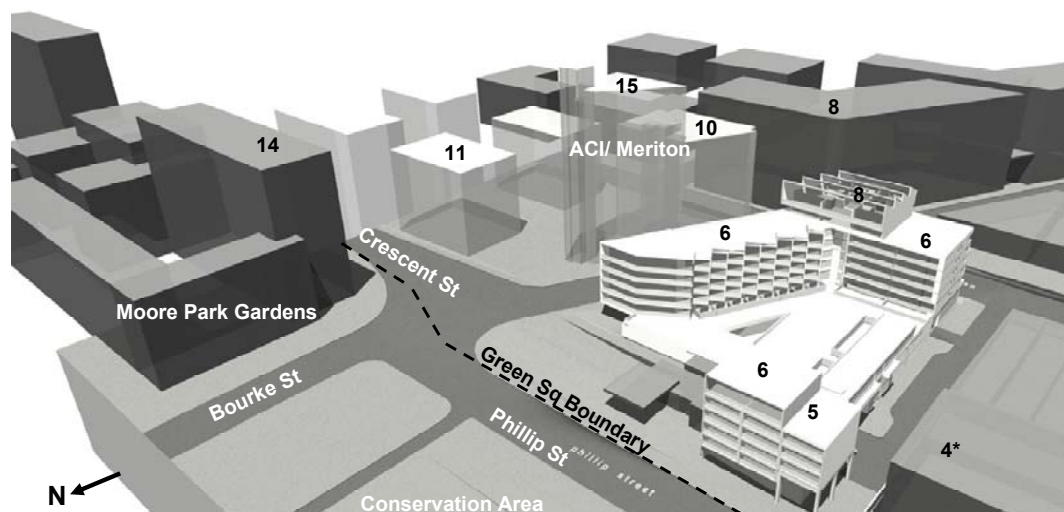 15
8
14
10
11
ACI/ Meriton
8
6
6
Crescent St
Moore Park Gardens
Green Sq Boundary
6
Bourke St
5
Phillip St
phillip street
4*
N
Conservation Area